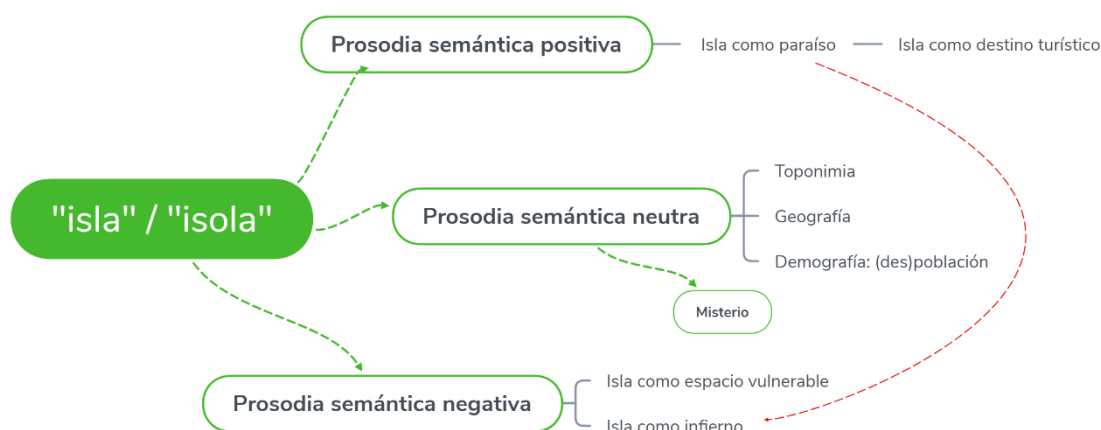 Prosodia semántica positiva
Isla como paraíso
Isla como destino turístico
"isla" / "isola"
Prosodia semántica neutra
Toponimia
Geografía
Demografía: (des)población
Misterio
Prosodia semántica negativa
Isla como espacio vulnerable
Isla como infierno